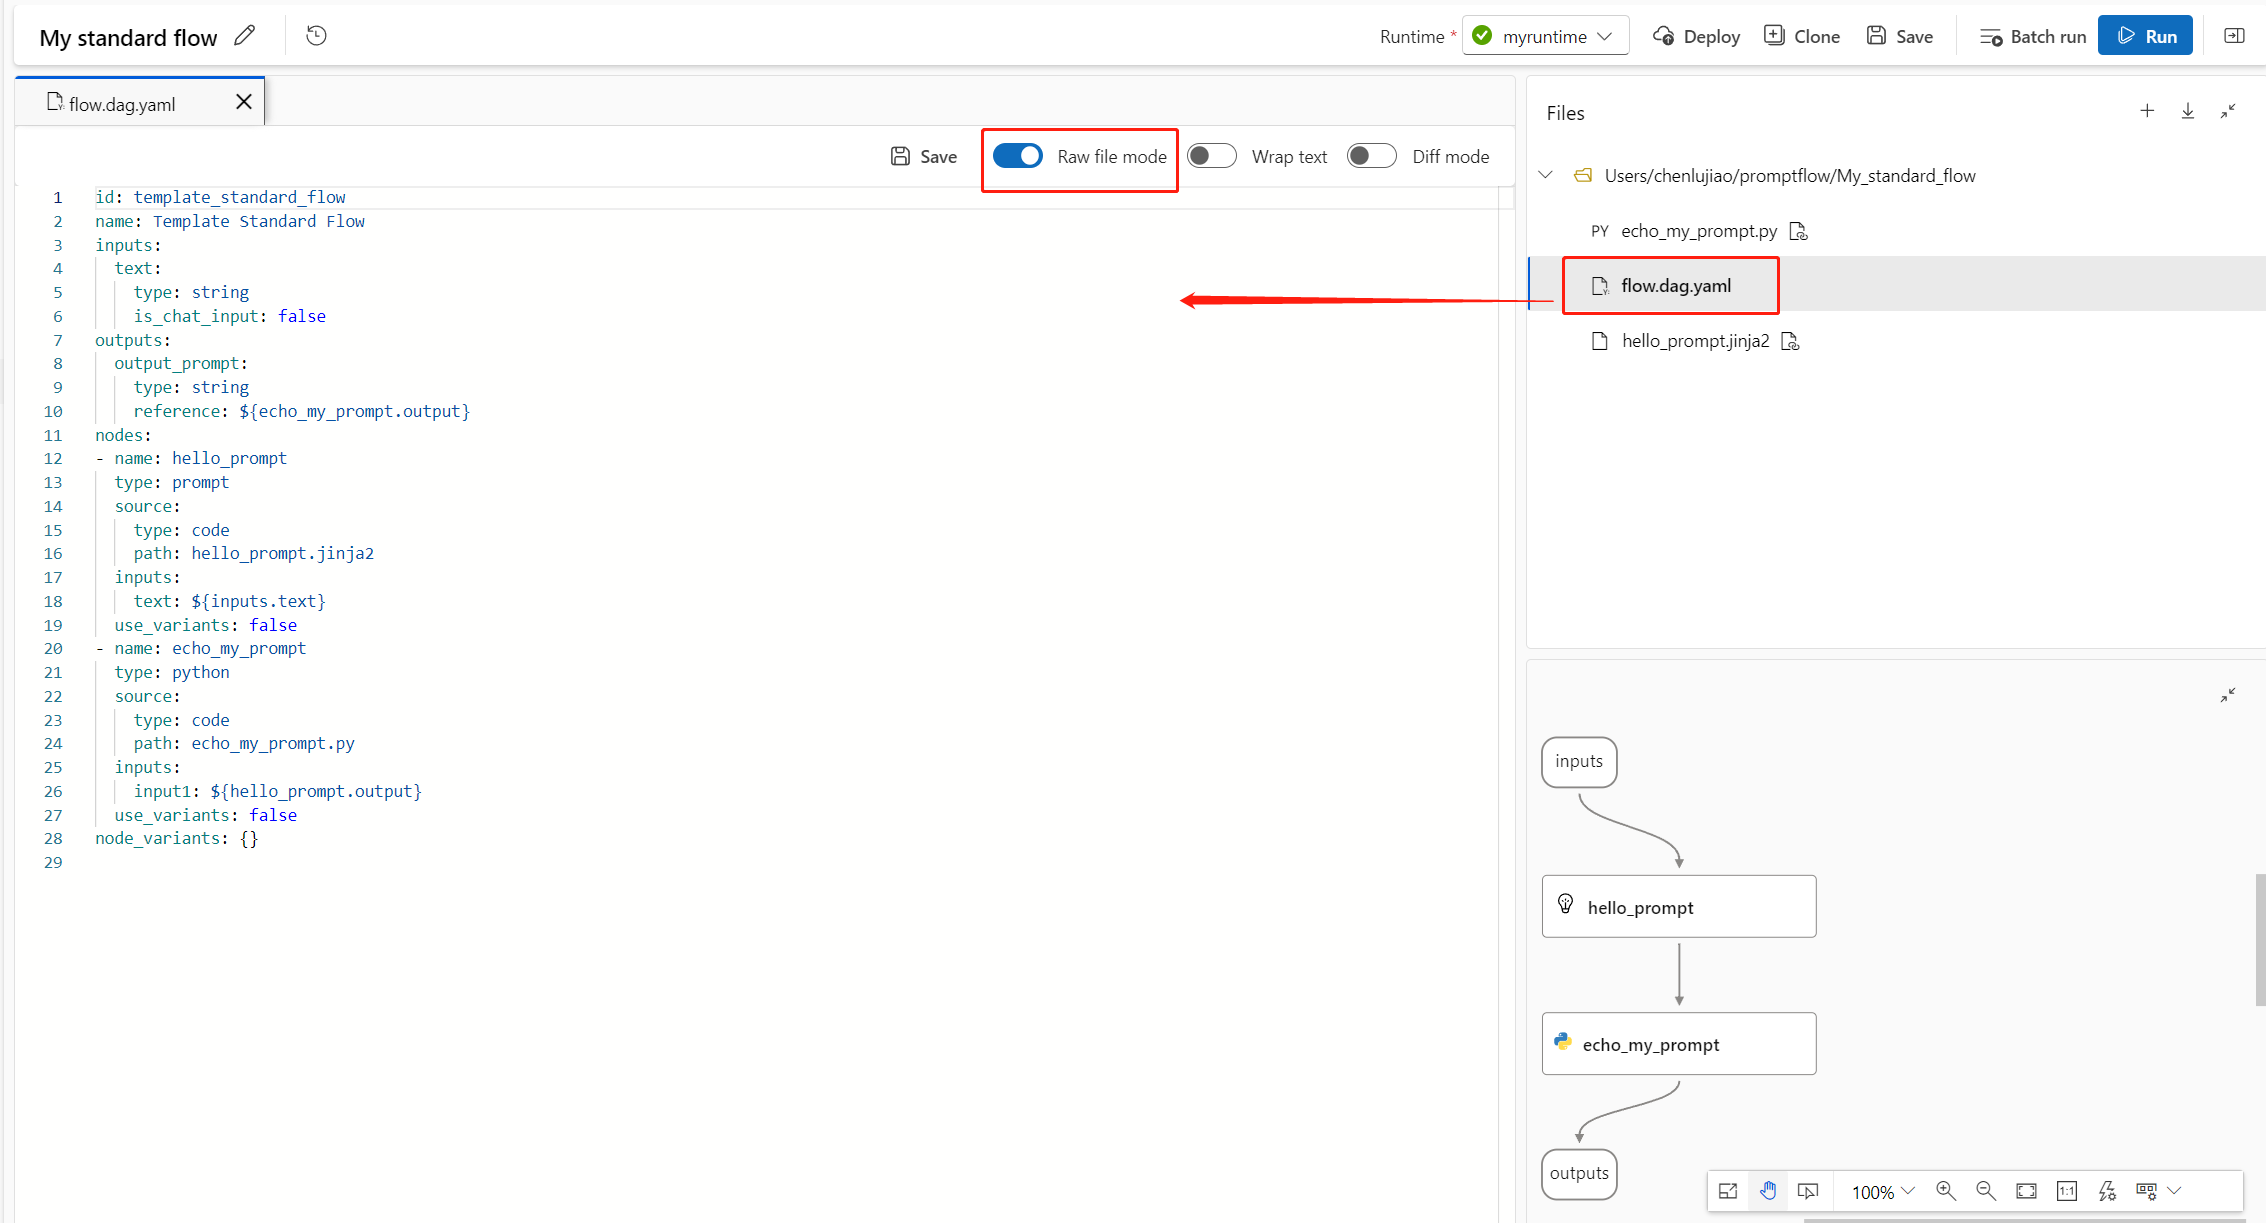 My standard flow
Runtime * myruntime Deploy Clone Save Batch run Run
flow.dag.yaml
Save Raw file mode Wrap text Diff mode
1 id: template_standard_flow
2 name: Template Standard Flow
3 inputs:
4   text:
5     type: string
6     is_chat_input: false
7 outputs:
8   output_prompt:
9     type: string
10     reference: ${echo_my_prompt.output}
11 nodes:
12 - name: hello_prompt
13   type: prompt
14   source:
15     type: code
16     path: hello_prompt.jinja2
17   inputs:
18     text: ${inputs.text}
19   use_variants: false
20 - name: echo_my_prompt
21   type: python
22   source:
23     type: code
24     path: echo_my_prompt.py
25   inputs:
26     input1: ${hello_prompt.output}
27   use_variants: false
28 node_variants: {}
29
Files
Users/chenlujiao/promptflow/My_standard_flow
PY echo_my_prompt.py
flow.dag.yaml
hello_prompt.jinja2
inputs
hello_prompt
echo_my_prompt
outputs
100% 1:1